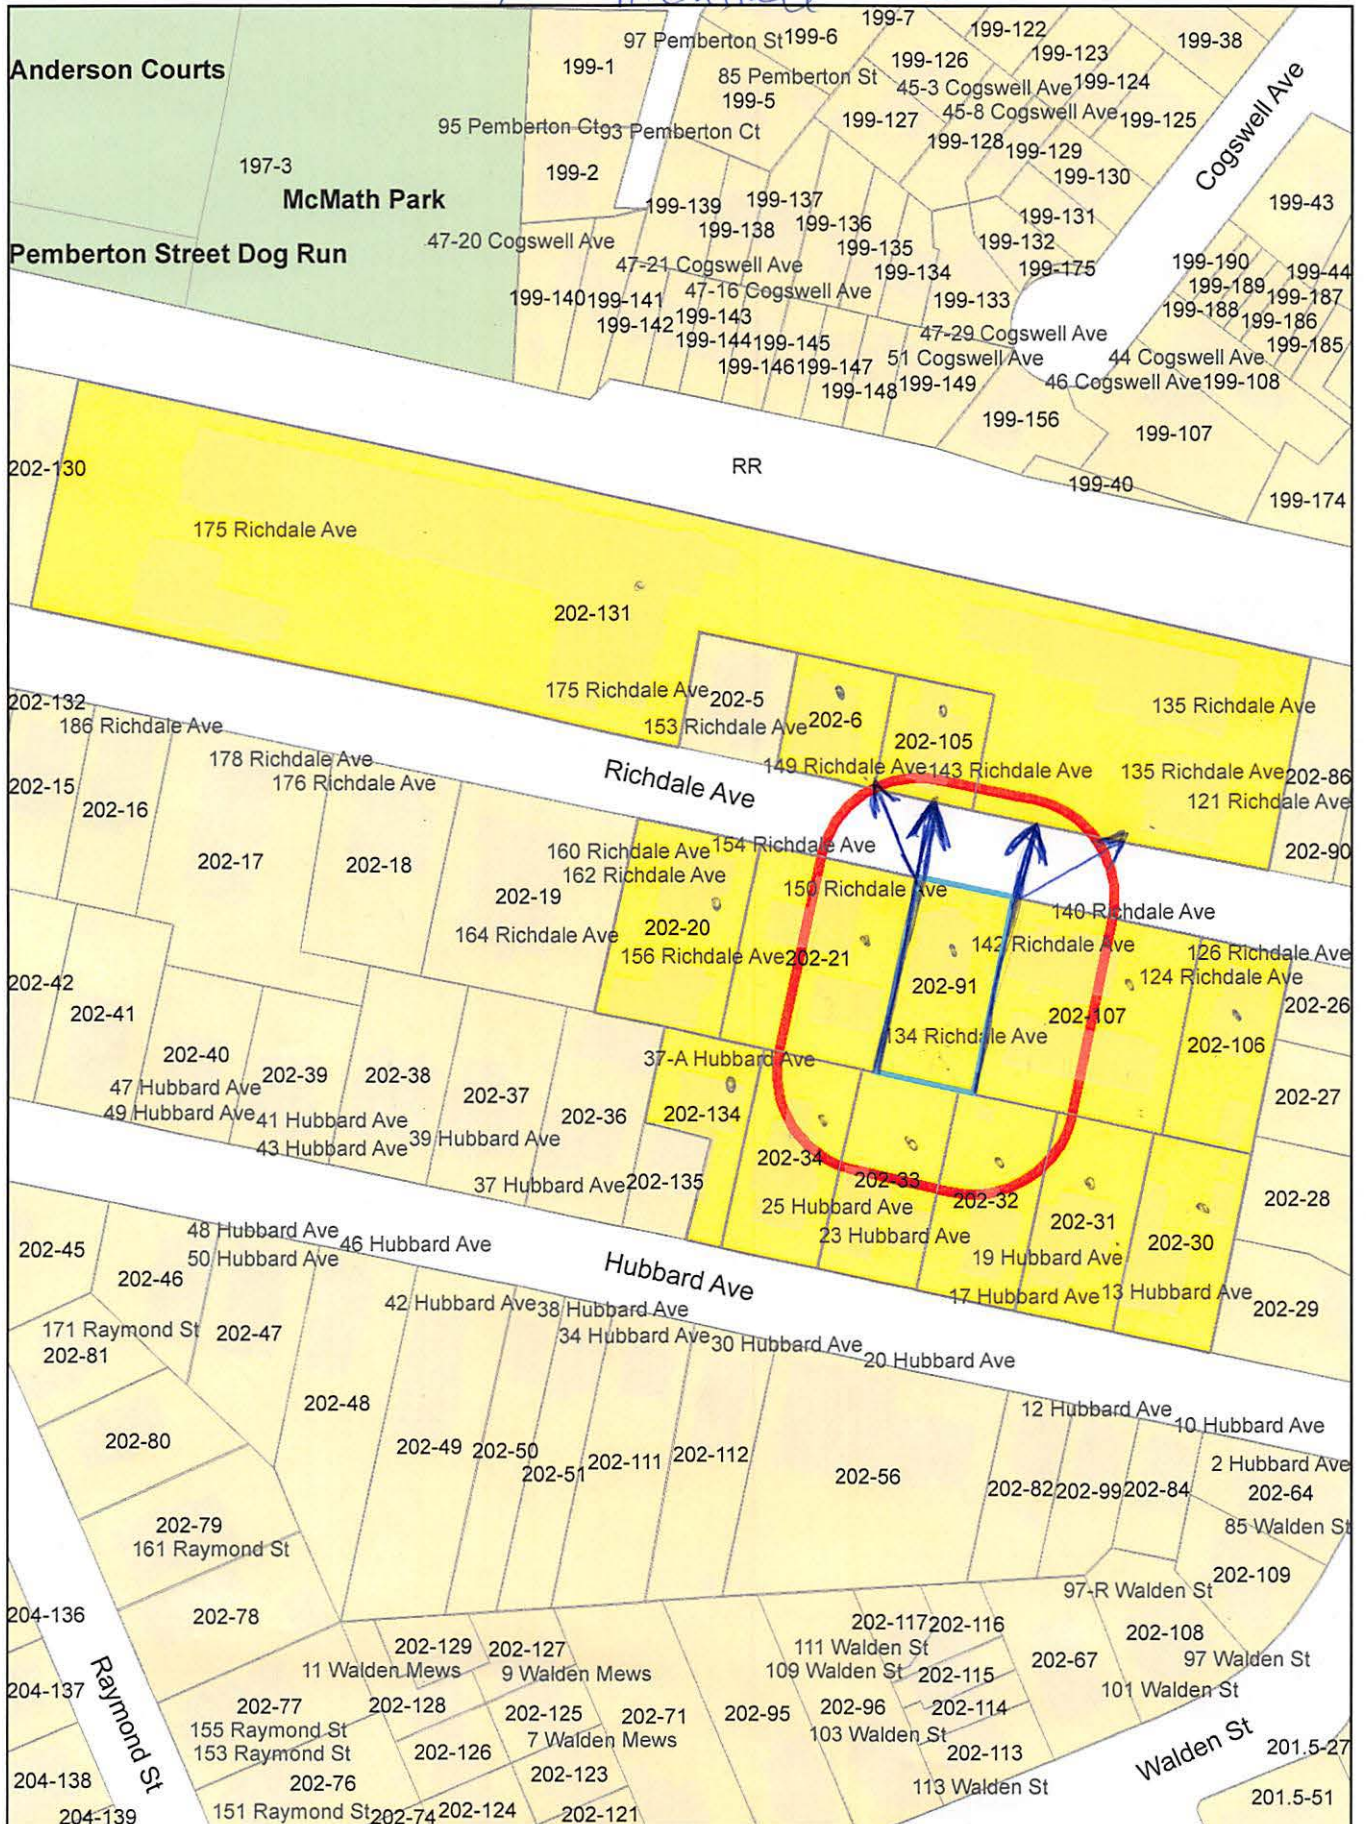 199-7
199-122
97 Pemberton St 199-6
199-38
Anderson Courts
199-1
199-126
199-123
85 Pemberton St
45-3 Cogswell Ave 199-124
199-5
45-8 Cogswell Ave 199-125
95 Pemberton Ct 93 Pemberton Ct
199-127
Cogswell Ave
199-128
199-129
197-3
199-2
199-130
McMath Park
199-139
199-137
199-43
199-138
199-136
199-131
47-20 Cogswell Ave
199-135
199-132
Pemberton Street Dog Run
47-21 Cogswell Ave
199-134
199-175
199-190
199-44
199-140
199-141
47-16 Cogswell Ave
199-133
199-189
199-187
199-142
199-143
199-188
199-186
47-29 Cogswell Ave
199-144
199-145
199-185
51 Cogswell Ave
44 Cogswell Ave
199-146
199-147
199-148
199-149
46 Cogswell Ave 199-108
199-156
199-107
202-130
RR
199-40
199-174
175 Richdale Ave
202-131
175 Richdale Ave
202-5
202-132
153 Richdale Ave
202-6
135 Richdale Ave
186 Richdale Ave
202-105
178 Richdale Ave
Richdale Ave
149 Richdale Ave
143 Richdale Ave
135 Richdale Ave
202-86
202-15
176 Richdale Ave
121 Richdale Ave
202-16
160 Richdale Ave
154 Richdale Ave
202-90
202-17
202-18
162 Richdale Ave
150 Richdale Ave
202-19
140 Richdale Ave
164 Richdale Ave
202-20
142 Richdale Ave
126 Richdale Ave
156 Richdale Ave
202-21
124 Richdale Ave
202-42
202-91
202-26
202-41
202-107
134 Richdale Ave
202-106
202-40
37-A Hubbard Ave
47 Hubbard Ave
202-39
202-38
202-37
202-27
49 Hubbard Ave
41 Hubbard Ave
202-36
202-134
43 Hubbard Ave
39 Hubbard Ave
202-34
37 Hubbard Ave
202-135
202-33
202-32
202-28
25 Hubbard Ave
202-31
48 Hubbard Ave
23 Hubbard Ave
202-45
46 Hubbard Ave
202-30
50 Hubbard Ave
19 Hubbard Ave
202-46
Hubbard Ave
17 Hubbard Ave
13 Hubbard Ave
42 Hubbard Ave
38 Hubbard Ave
202-29
171 Raymond St
202-47
34 Hubbard Ave
30 Hubbard Ave
202-81
20 Hubbard Ave
202-48
12 Hubbard Ave
10 Hubbard Ave
202-80
202-49
202-50
202-112
2 Hubbard Ave
202-51
202-111
202-56
202-82
202-99
202-84
202-64
202-79
85 Walden St
161 Raymond St
202-109
97-R Walden St
204-136
202-78
202-117
202-116
202-108
202-129
202-127
111 Walden St
202-67
97 Walden St
11 Walden Mews
9 Walden Mews
109 Walden St
202-115
204-137
101 Walden St
Raymond St
202-77
202-128
202-125
202-71
202-95
202-96
202-114
155 Raymond St
7 Walden Mews
103 Walden St
153 Raymond St
202-126
202-113
Walden St
201.5-27
204-138
202-76
202-123
113 Walden St
201.5-51
204-139
151 Raymond St
202-74
202-124
202-121